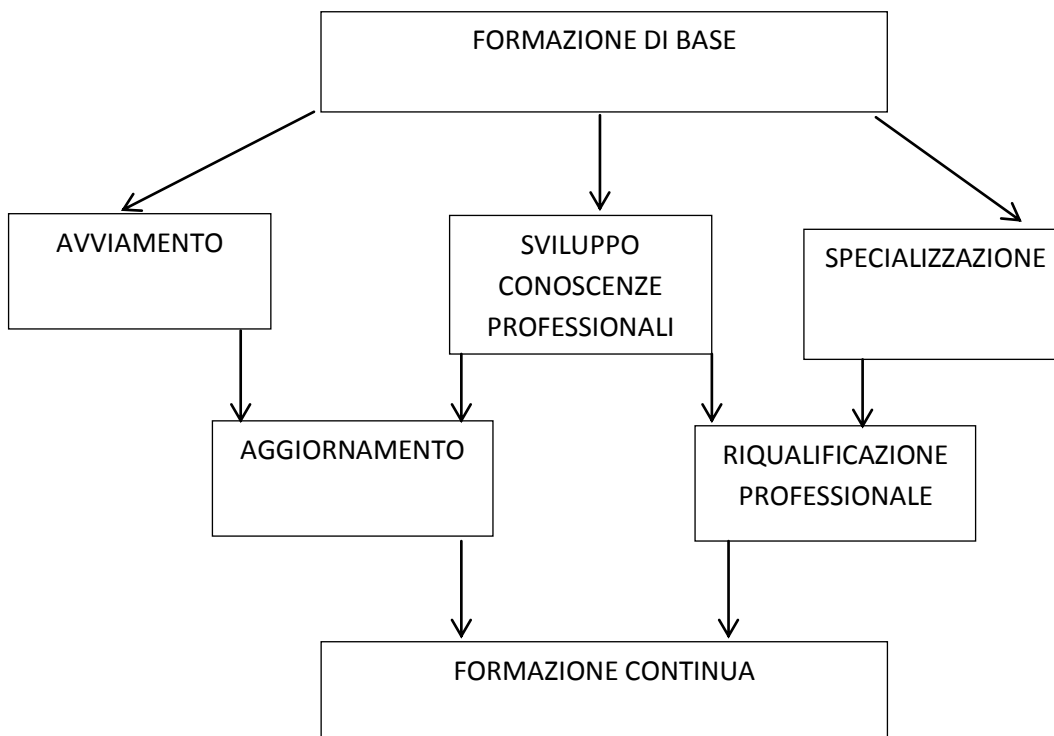 FORMAZIONE DI BASE
AVVIAMENTO
SVILUPPO
CONOSCENZE
PROFESSIONALI
SPECIALIZZAZIONE
AGGIORNAMENTO
RIQUALIFICAZIONE
PROFESSIONALE
FORMAZIONE CONTINUA